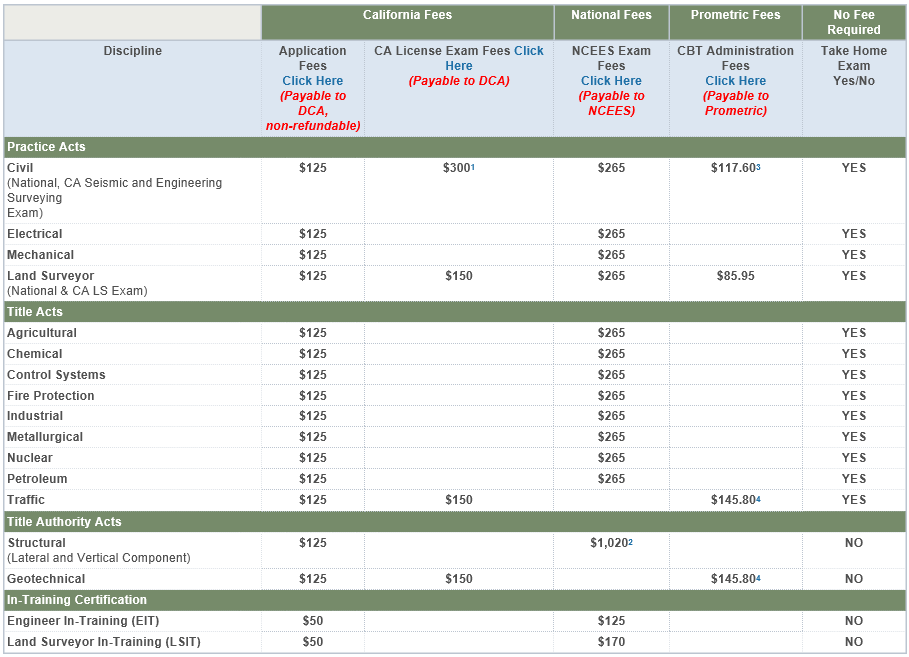 California Fees National Fees Prometric Fees No Fee
Required
Discipline Application
Fees
Click Here
(Payable to
DCA,
non-refundable) CA License Exam Fees Click
Here
(Payable to DCA) NCEES Exam
Fees
Click Here
(Payable to
NCEES) CBT Administration
Fees
Click Here
(Payable to
Prometric) Take Home
Exam
Yes/No
Practice Acts
Civil $125 $300¹ $265 $117.60³ YES
(National, CA Seismic and Engineering
Surveying
Exam)
Electrical $125 $265 YES
Mechanical $125 $265 YES
Land Surveyor $125 $150 $265 $85.95 YES
(National & CA LS Exam)
Title Acts
Agricultural $125 $265 YES
Chemical $125 $265 YES
Control Systems $125 $265 YES
Fire Protection $125 $265 YES
Industrial $125 $265 YES
Metallurgical $125 $265 YES
Nuclear $125 $265 YES
Petroleum $125 $265 YES
Traffic $125 $150 $145.80⁴ YES
Title Authority Acts
Structural $125 $1,020² NO
(Lateral and Vertical Component)
Geotechnical $125 $150 $145.80⁴ NO
In-Training Certification
Engineer In-Training (EIT) $50 $125 NO
Land Surveyor In-Training (LSIT) $50 $170 NO